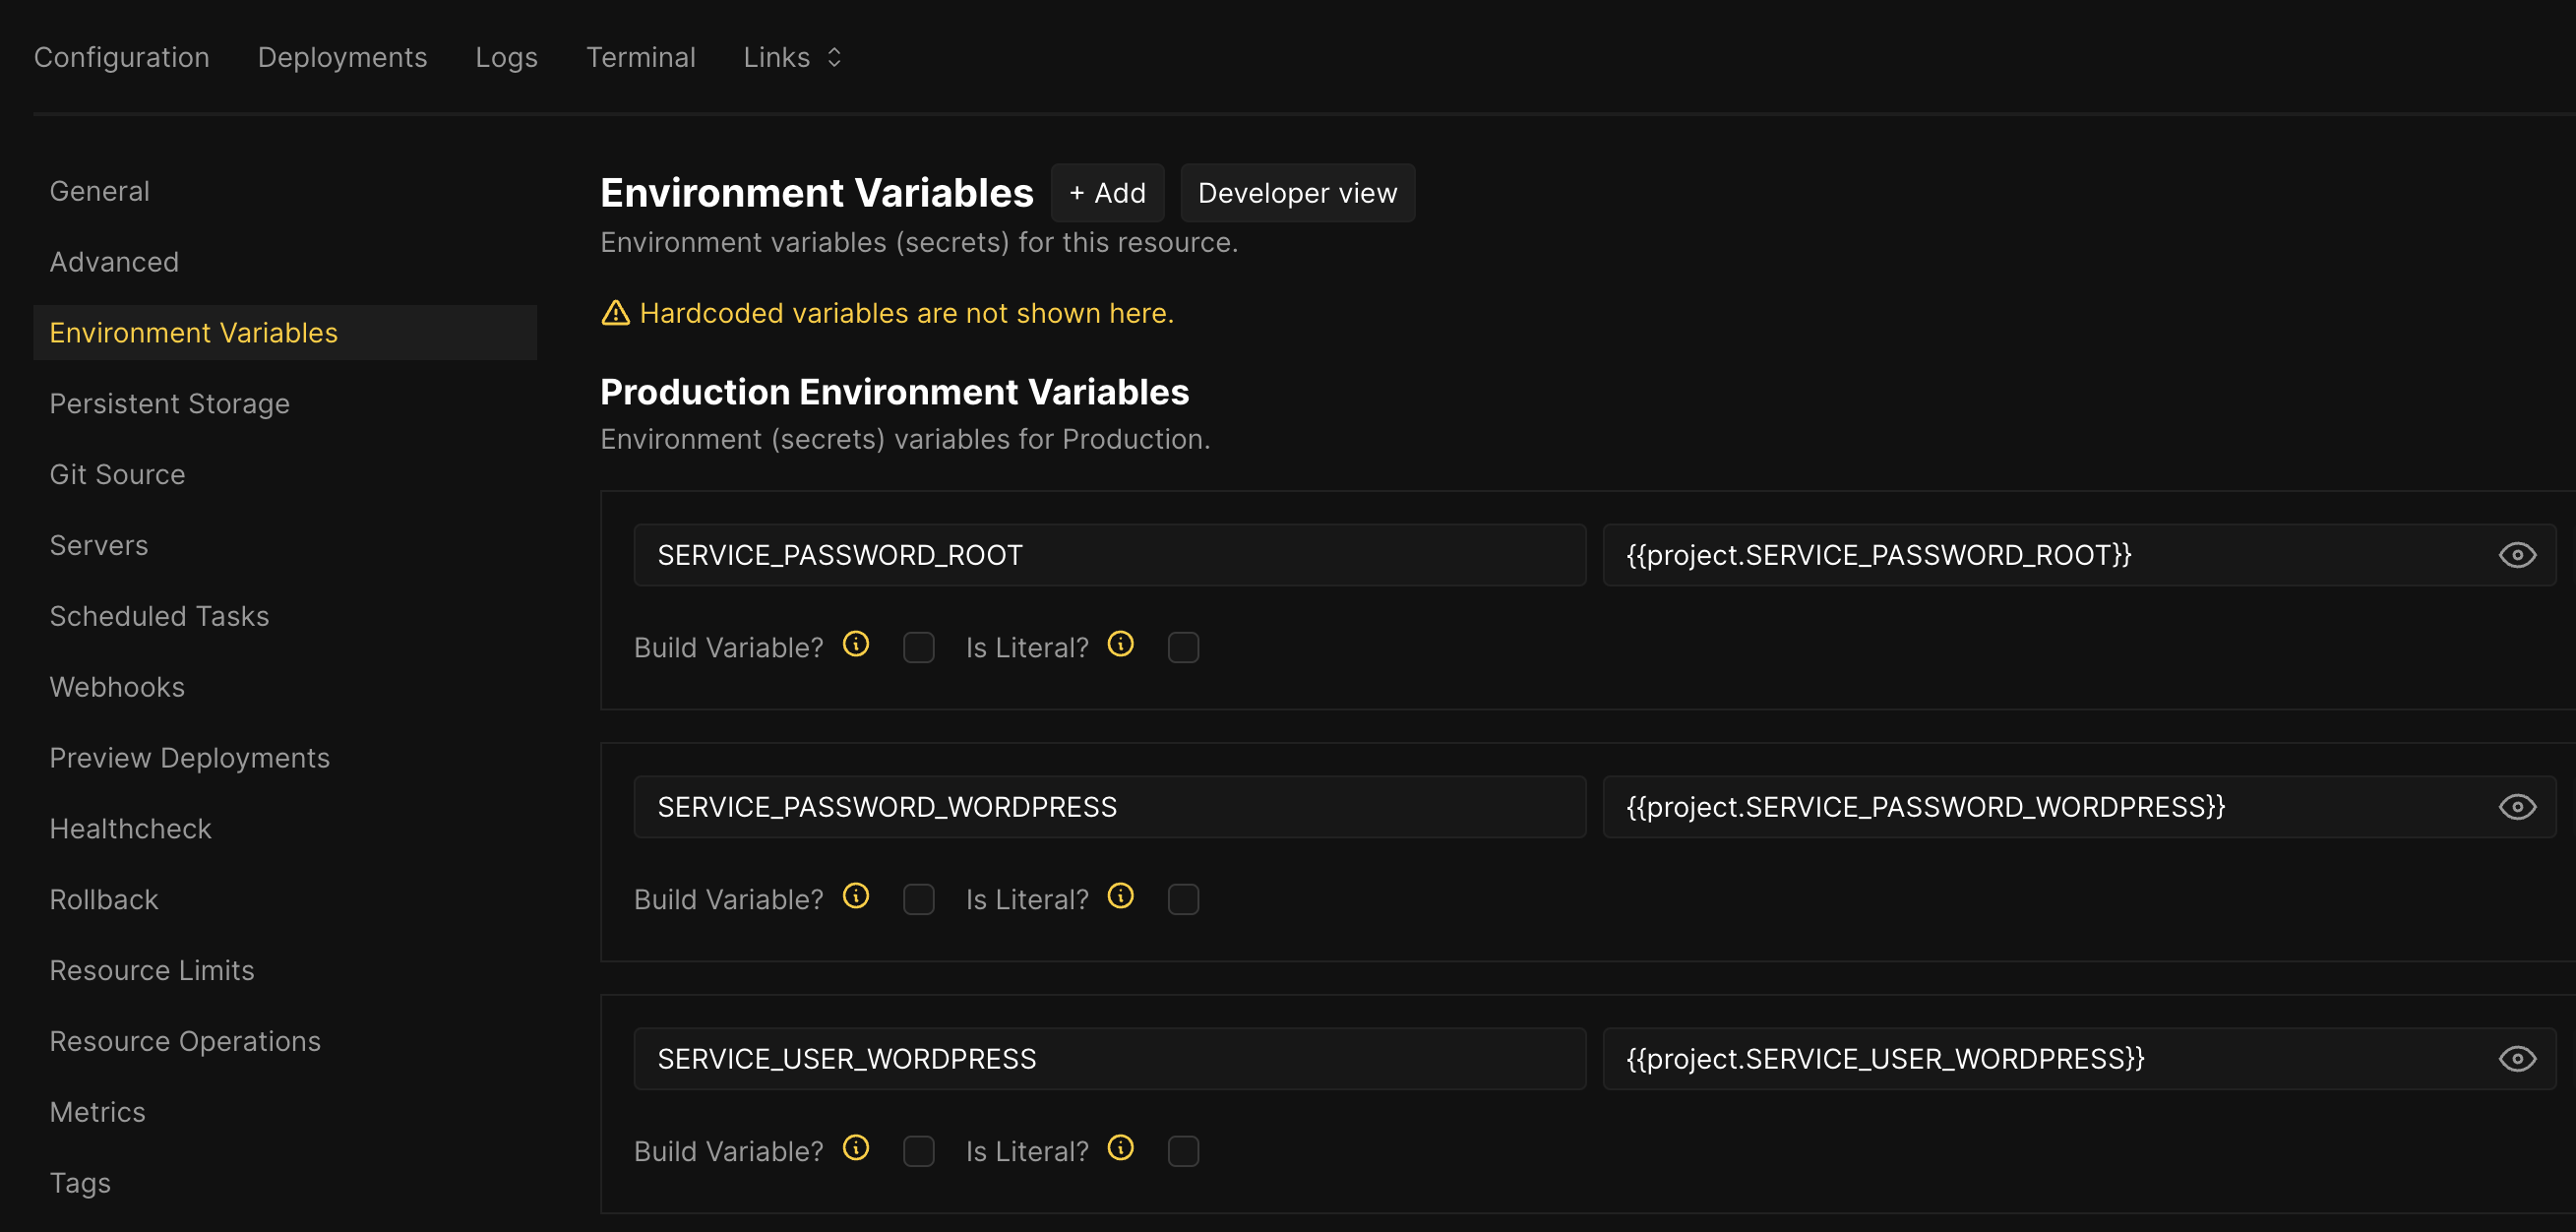 Configuration Deployments Logs Terminal Links
General
Advanced
Environment Variables
Persistent Storage
Git Source
Servers
Scheduled Tasks
Webhooks
Preview Deployments
Healthcheck
Rollback
Resource Limits
Resource Operations
Metrics
Tags
Environment Variables + Add Developer view
Environment variables (secrets) for this resource.
Hardcoded variables are not shown here.
Production Environment Variables
Environment (secrets) variables for Production.
SERVICE_PASSWORD_ROOT {{project.SERVICE_PASSWORD_ROOT}}
Build Variable? Is Literal?
SERVICE_PASSWORD_WORDPRESS {{project.SERVICE_PASSWORD_WORDPRESS}}
Build Variable? Is Literal?
SERVICE_USER_WORDPRESS {{project.SERVICE_USER_WORDPRESS}}
Build Variable? Is Literal?